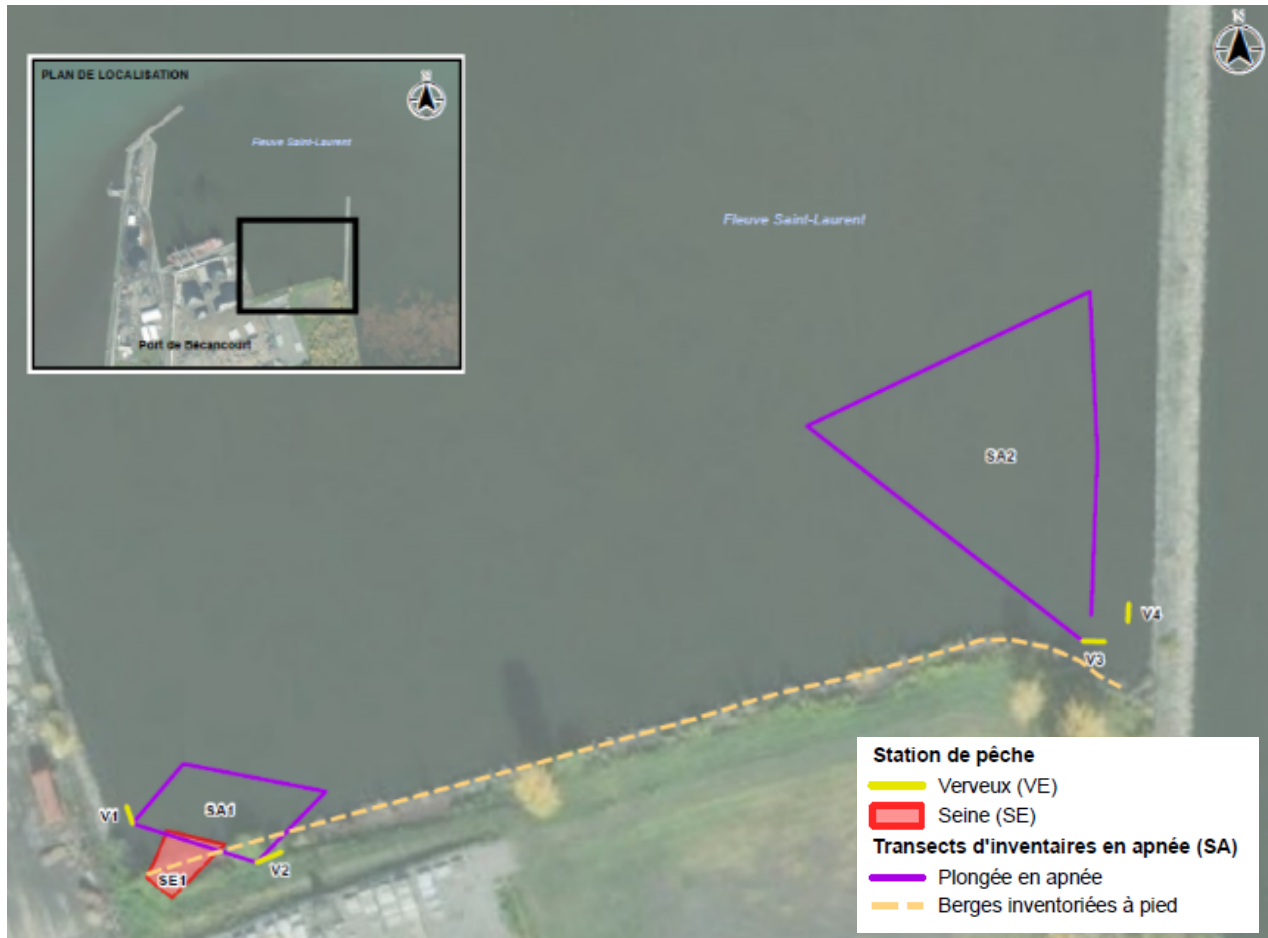 N
PLAN DE LOCALISATION
N
Fleuve Saint-Laurent
Port de Bécancourt
Fleuve Saint-Laurent
SA2
V4
V3
V1
SA1
V2
SE1
Station de pêche
Verveux (VE)
Seine (SE)
Transects d'inventaires en apnée (SA)
Plongée en apnée
Berges inventoriées à pied